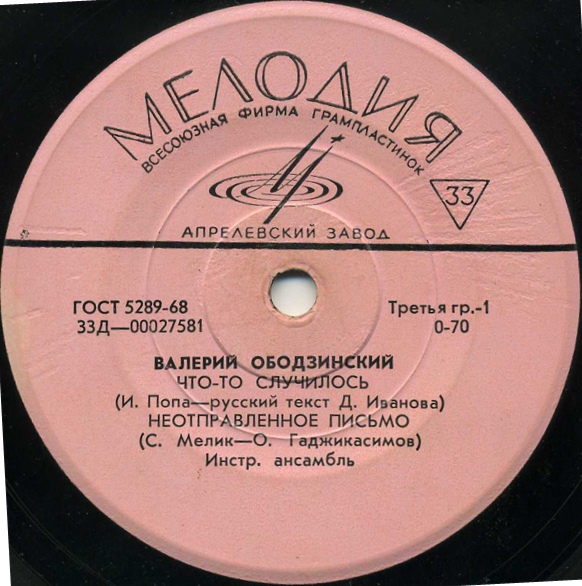 МЕЛОДИЯ
ВСЕСОЮЗНАЯ ФИРМА ГРАМПЛАСТИНОК
33
АПРЕЛЕВСКИЙ ЗАВОД
ГОСТ 5289-68 Третья гр.-1
33Д—00027581 0-70
ВАЛЕРИЙ ОБОДЗИНСКИЙ
ЧТО-ТО СЛУЧИЛОСЬ
(И. Попа—русский текст Д. Иванова)
НЕОТПРАВЛЕННОЕ ПИСЬМО
(С. Мелик—О. Гаджикасимов)
Инстр. ансамбль